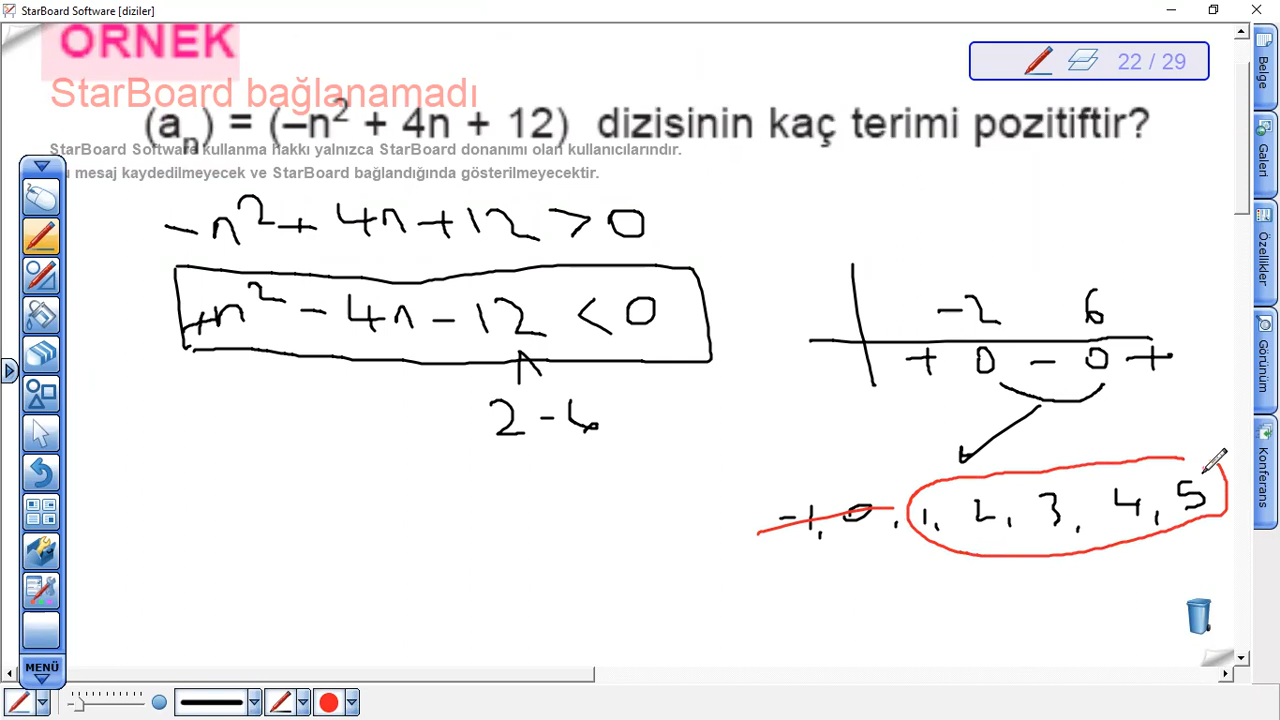 StarBoard Software [diziler]
ÖRNEK
22 / 29
StarBoard bağlanamadı
(aₙ) = (–n² + 4n + 12) dizisinin kaç terimi pozitiftir?
StarBoard Software kullanma hakkı yalnızca StarBoard donanımı olan kullanıcılarındır.
mesaj kaydedilmeyecek ve StarBoard bağlandığında gösterilmeyecektir.
-n² + 4n + 12 > 0
+n² - 4n - 12 < 0
2 -6
-2 6
+ 0 - 0 +
-1, 0, 1, 2, 3, 4, 5
MENÜ
Belge
Galeri
Özellikler
Görünüm
Konferans